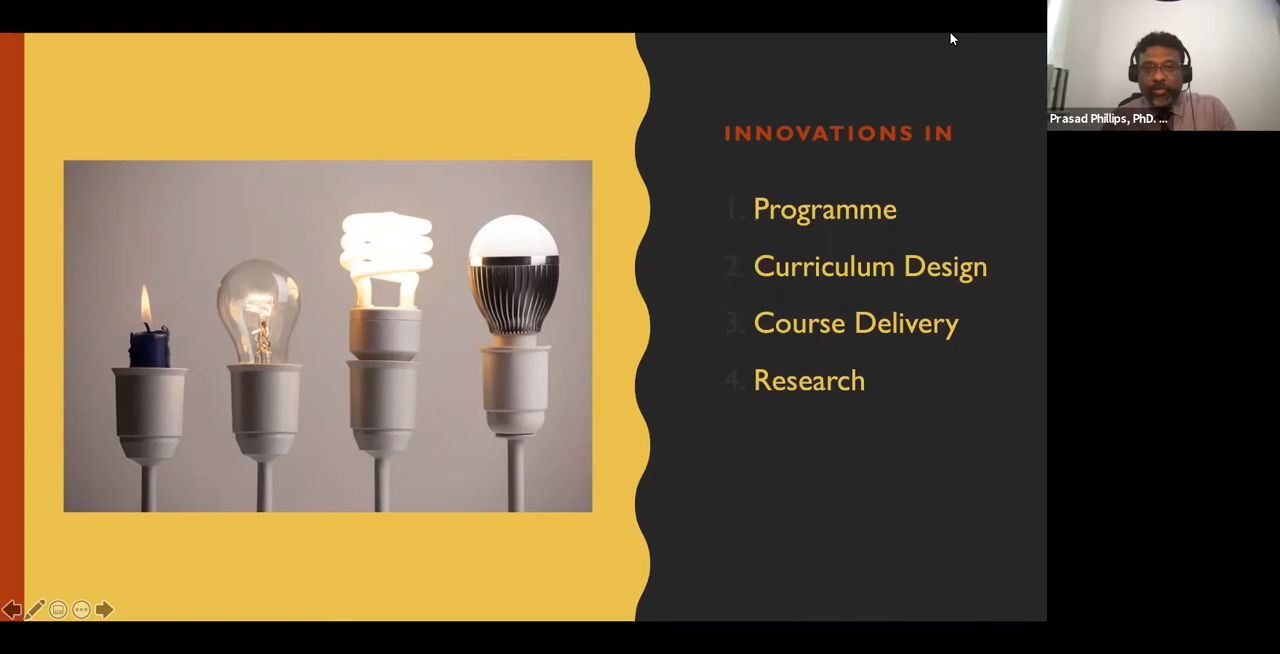 INNOVATIONS IN
1. Programme
2. Curriculum Design
3. Course Delivery
4. Research
Prasad Phillips, PhD. ...